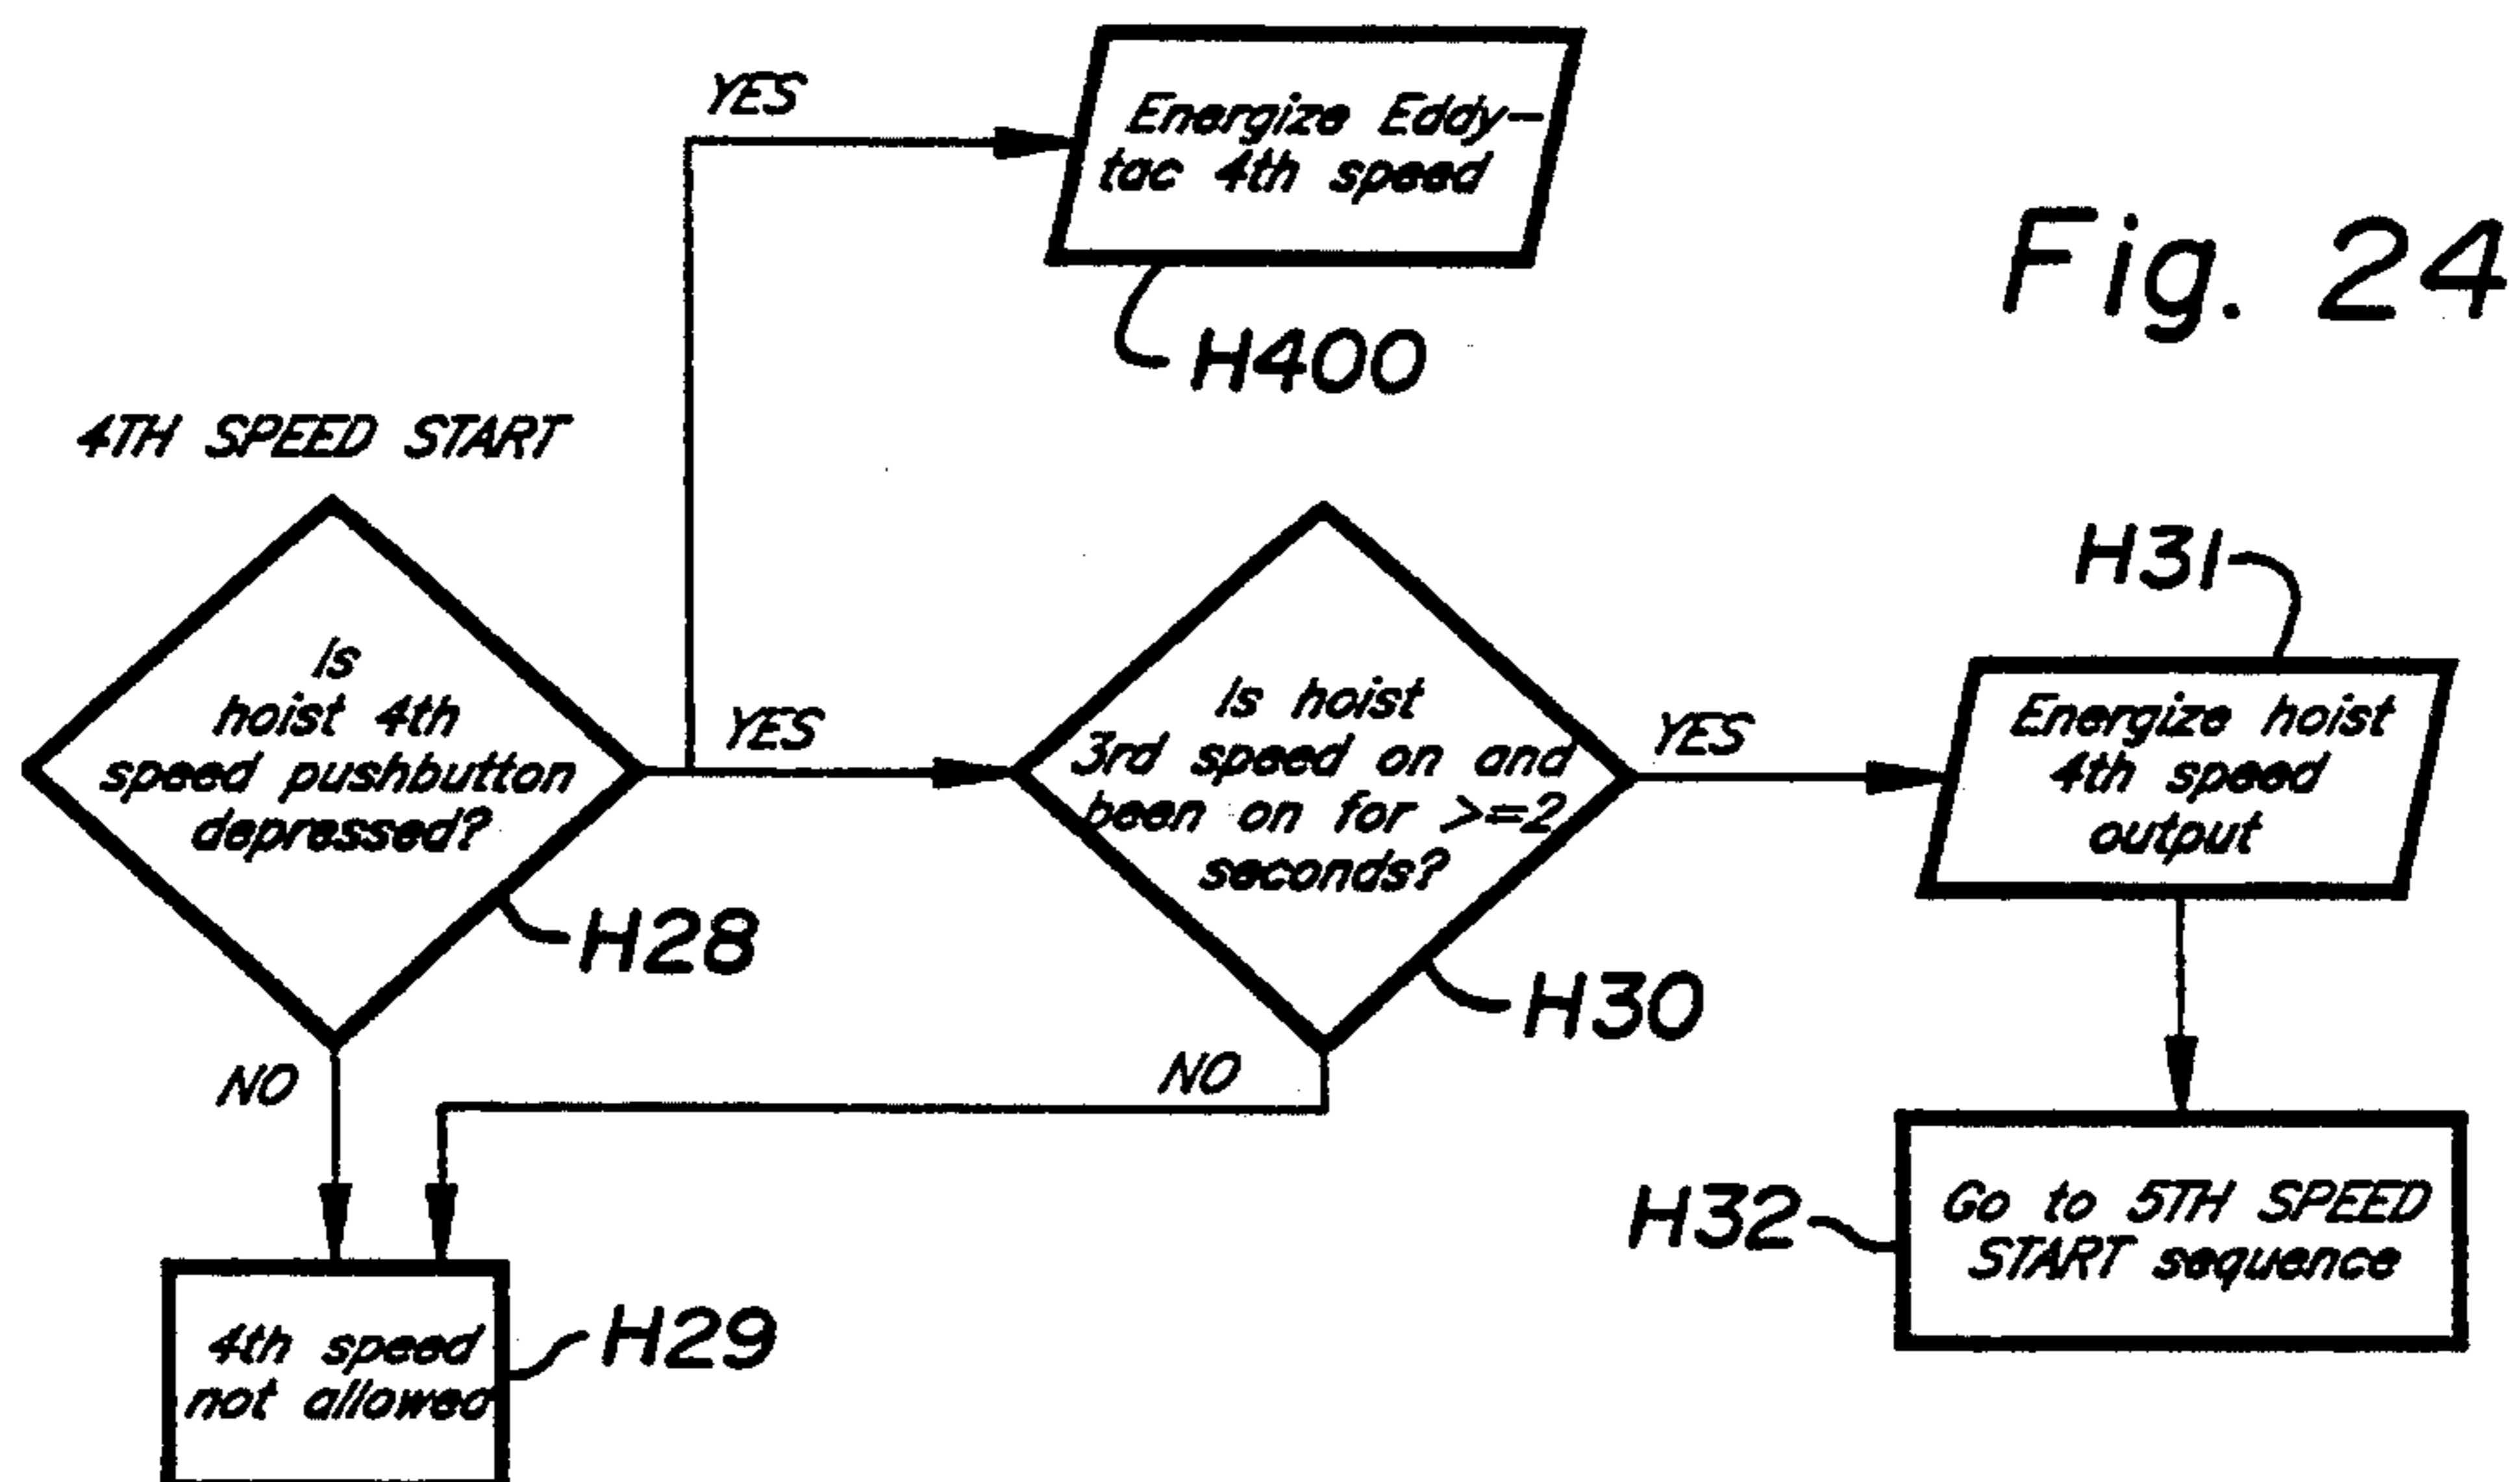 YES
Energize Eddy-
tac 4th speed
Fig. 24
H400
4TH SPEED START
Is
hoist 4th
speed pushbutton
depressed?
H28
YES
Is hoist
3rd speed on and
been on for >=2
seconds?
H30
YES
H31
Energize hoist
4th speed
output
NO
NO
H32
Go to 5TH SPEED
START sequence
4th speed
not allowed
H29